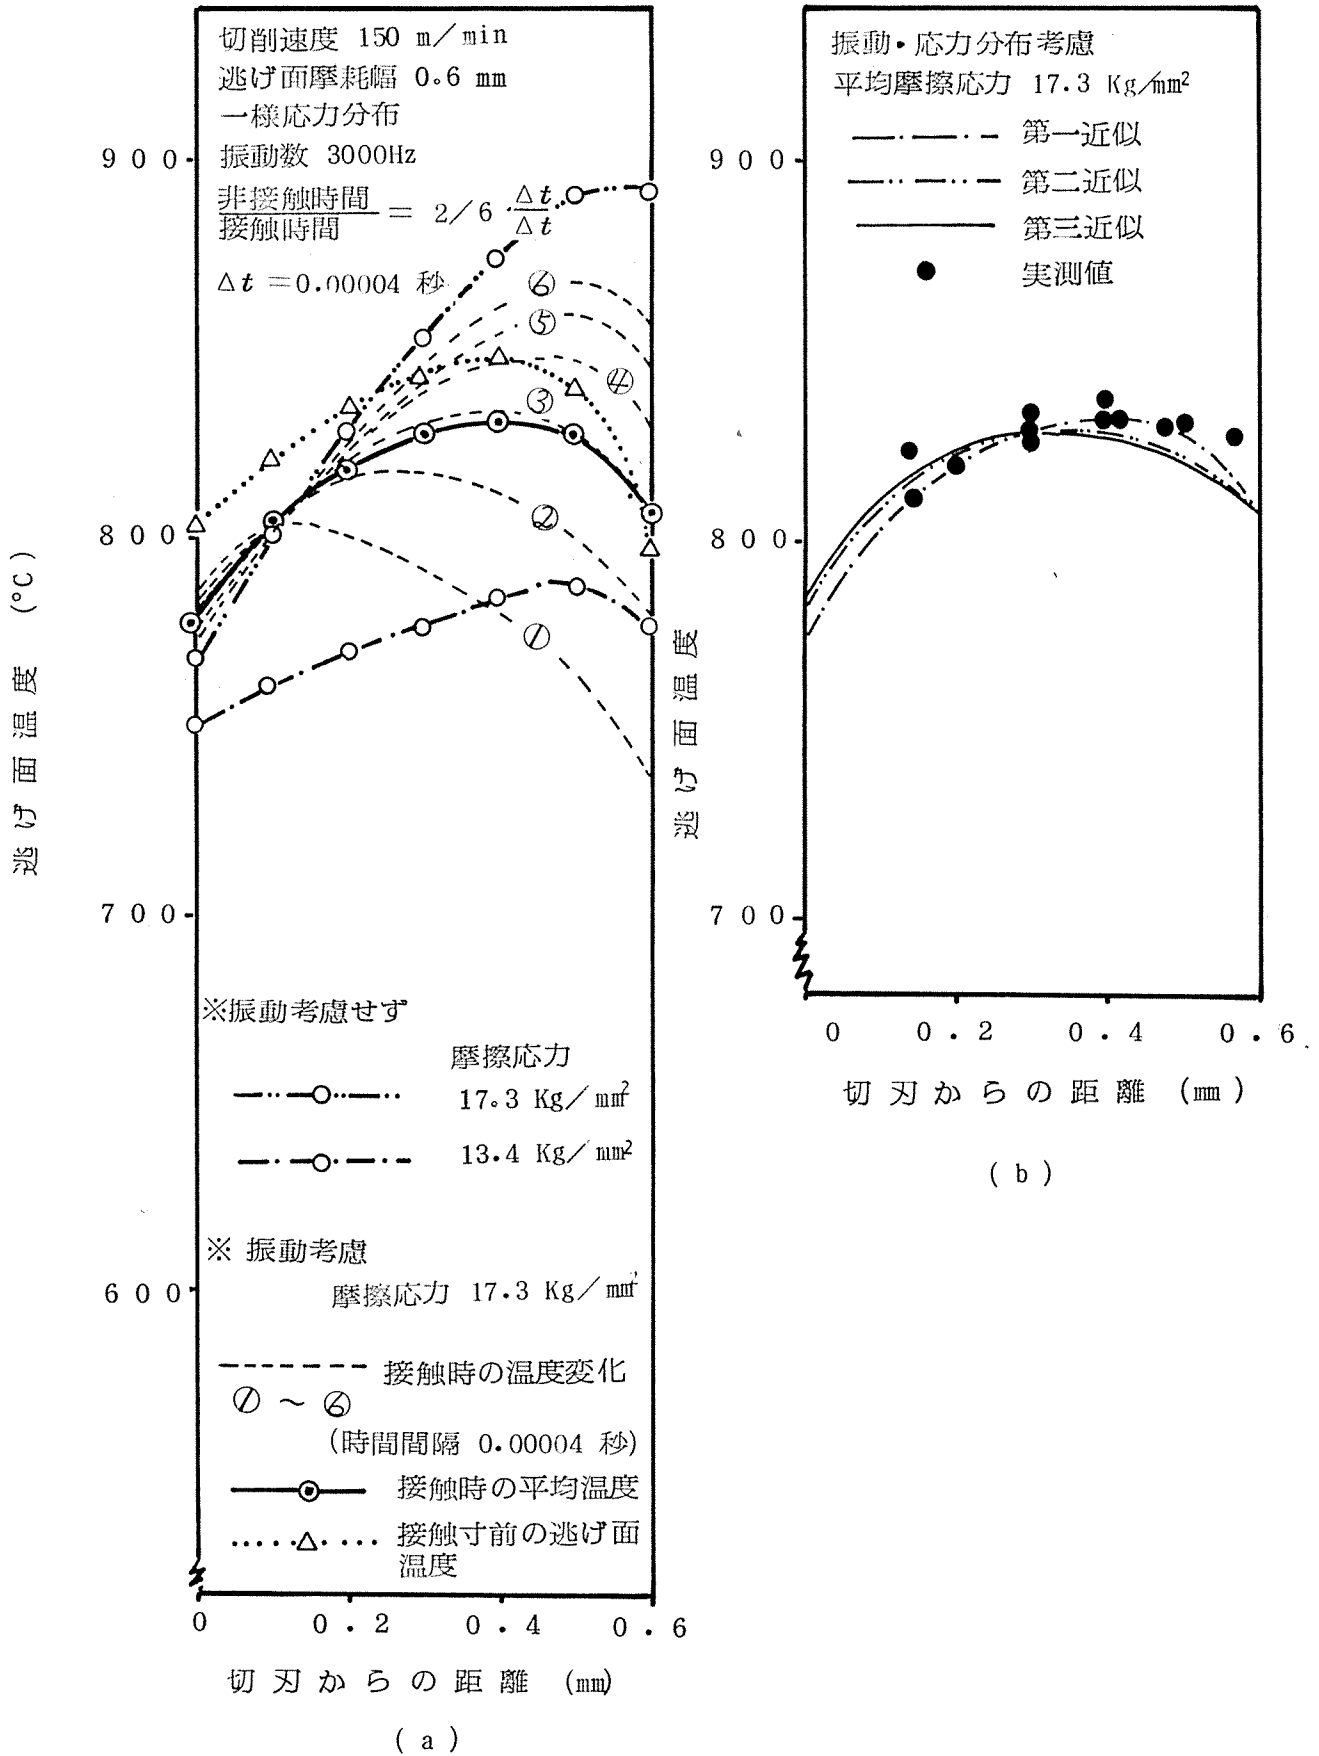 切削速度 150 m/min
逃げ面摩耗幅 0.6 mm
一様応力分布
振動数 3000Hz
非接触時間/接触時間 = 2/6 Δt/Δt
Δt=0.00004 秒
⑥
⑤
④
③
②
①
900
800
700
600
逃げ面温度 (°C)
※振動考慮せず
摩擦応力
17.3 Kg/mm²
13.4 Kg/mm²
※ 振動考慮
摩擦応力 17.3 Kg/mm²
接触時の温度変化
① ~ ⑥
(時間間隔 0.00004 秒)
接触時の平均温度
接触寸前の逃げ面
温度
0 0.2 0.4 0.6
切刃からの距離 (mm)
(a)
振動・応力分布考慮
平均摩擦応力 17.3 Kg/mm²
第一近似
第二近似
第三近似
実測値
900
800
700
逃げ面温度
0 0.2 0.4 0.6
切刃からの距離 (mm)
(b)